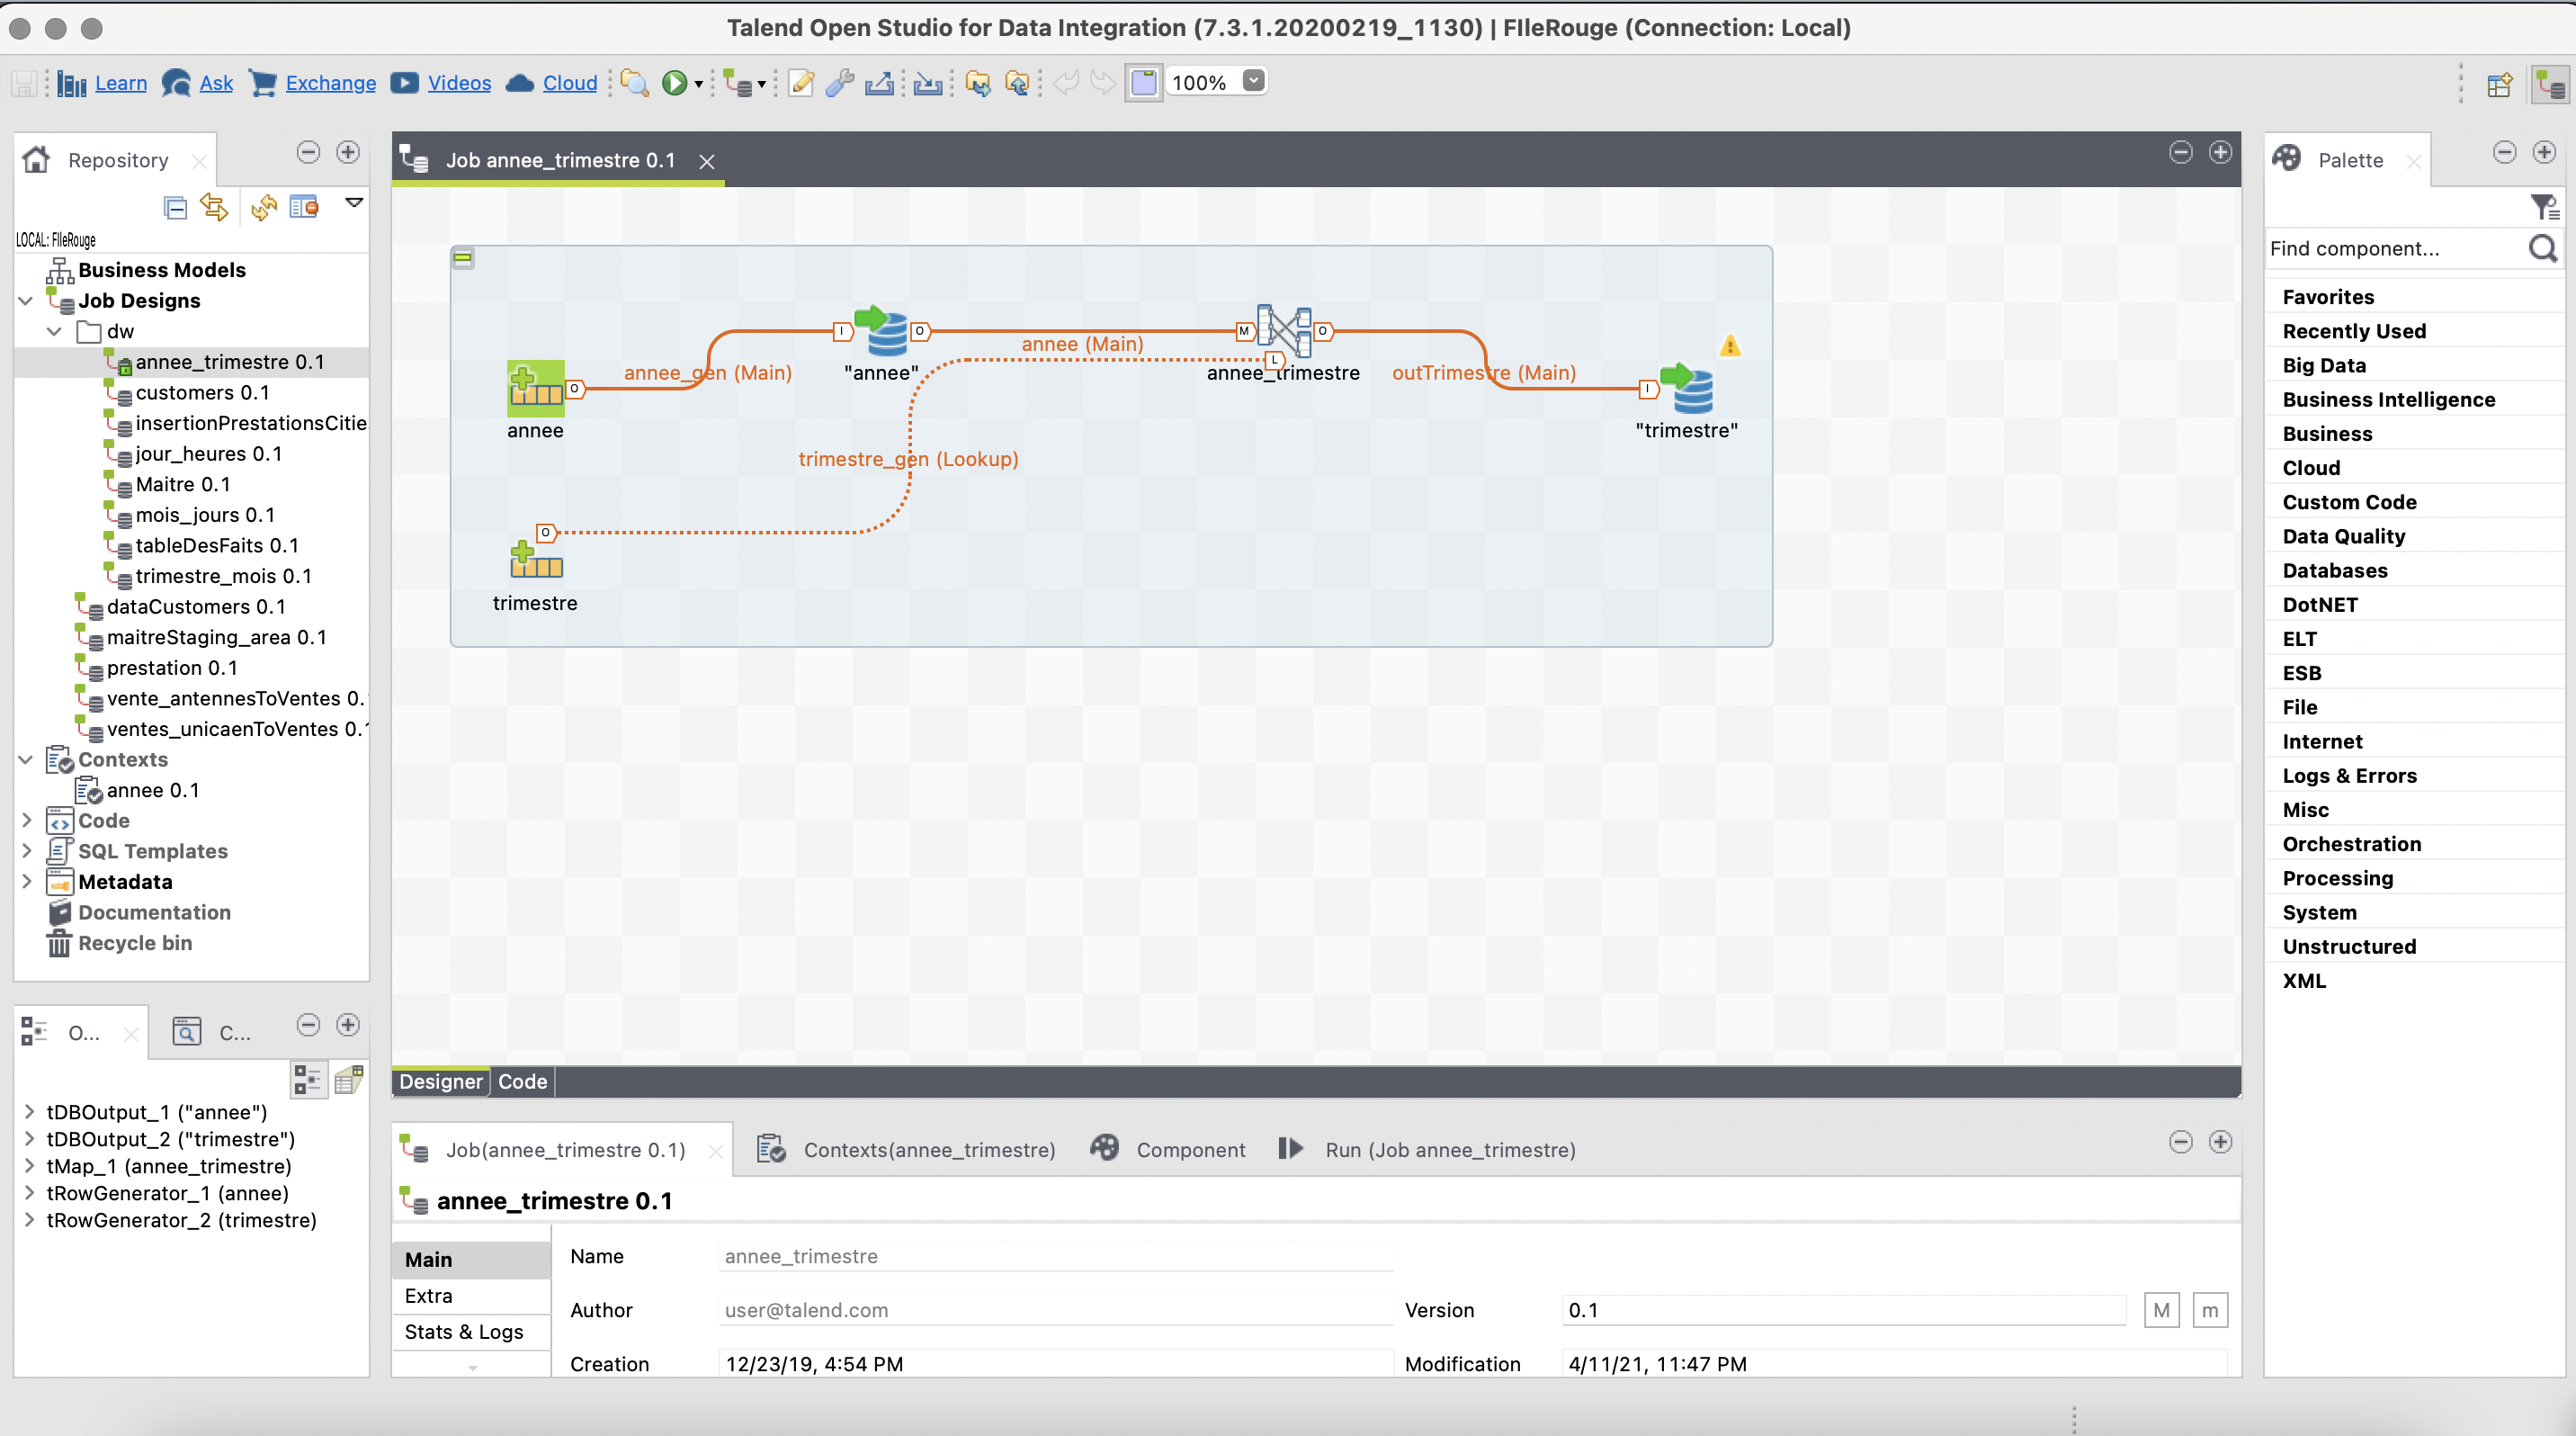 Talend Open Studio for Data Integration (7.3.1.20200219_1130) | FIleRouge (Connection: Local)
Learn Ask Exchange Videos Cloud 100%
Repository
LOCAL: FIleRouge
Business Models
Job Designs
dw
annee_trimestre 0.1
customers 0.1
insertionPrestationsCitie
jour_heures 0.1
Maitre 0.1
mois_jours 0.1
tableDesFaits 0.1
trimestre_mois 0.1
dataCustomers 0.1
maitreStaging_area 0.1
prestation 0.1
vente_antennesToVentes 0.
ventes_unicaenToVentes 0.1
Contexts
annee 0.1
Code
SQL Templates
Metadata
Documentation
Recycle bin
O... C...
tDBOutput_1 ("annee")
tDBOutput_2 ("trimestre")
tMap_1 (annee_trimestre)
tRowGenerator_1 (annee)
tRowGenerator_2 (trimestre)
Job annee_trimestre 0.1
I O M O
annee (Main)
L
annee_gen (Main) "annee" annee_trimestre outTrimestre (Main)
O I
annee "trimestre"
trimestre_gen (Lookup)
O
trimestre
Designer Code
Job(annee_trimestre 0.1) Contexts(annee_trimestre) Component Run (Job annee_trimestre)
annee_trimestre 0.1
Main
Extra
Stats & Logs
Name annee_trimestre
Author user@talend.com Version 0.1 M m
Creation 12/23/19, 4:54 PM Modification 4/11/21, 11:47 PM
Palette
Find component...
Favorites
Recently Used
Big Data
Business Intelligence
Business
Cloud
Custom Code
Data Quality
Databases
DotNET
ELT
ESB
File
Internet
Logs & Errors
Misc
Orchestration
Processing
System
Unstructured
XML